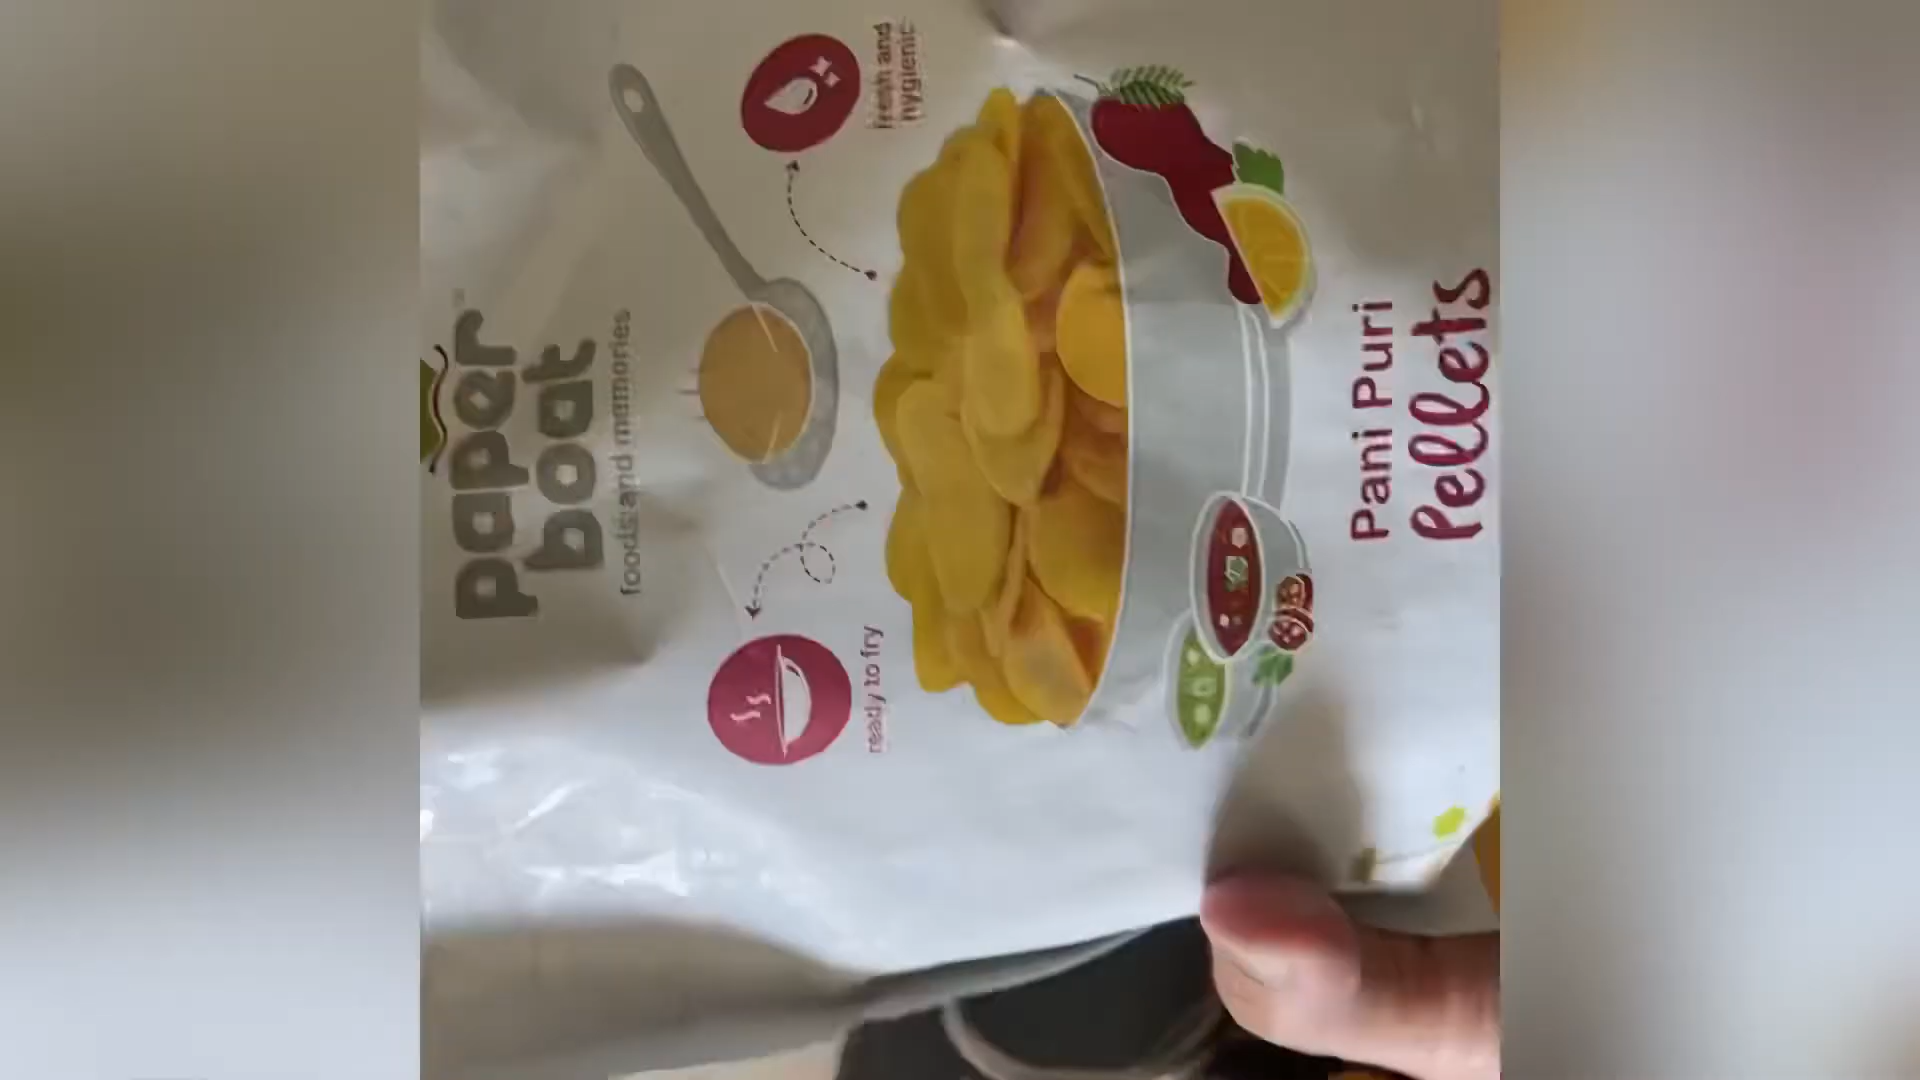 paper
boat
foods and memories
fresh and
hygienic
ready to fry
Pani Puri
Pellets